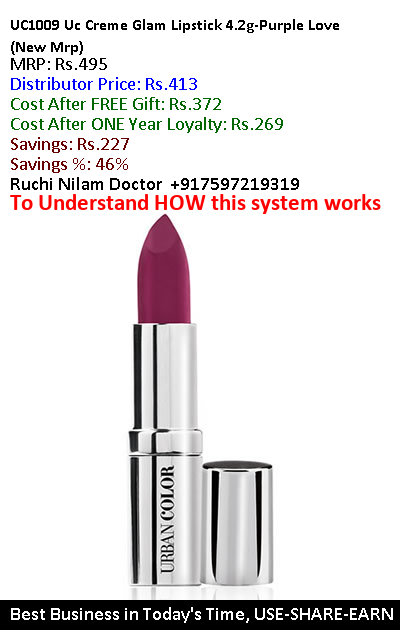 UC1009 Uc Creme Glam Lipstick 4.2g-Purple Love
(New Mrp)
MRP: Rs.495
Distributor Price: Rs.413
Cost After FREE Gift: Rs.372
Cost After ONE Year Loyalty: Rs.269
Savings: Rs.227
Savings %: 46%
Ruchi Nilam Doctor  +917597219319
To Understand HOW this system works
URBAN COLOR
Best Business in Today's Time, USE-SHARE-EARN